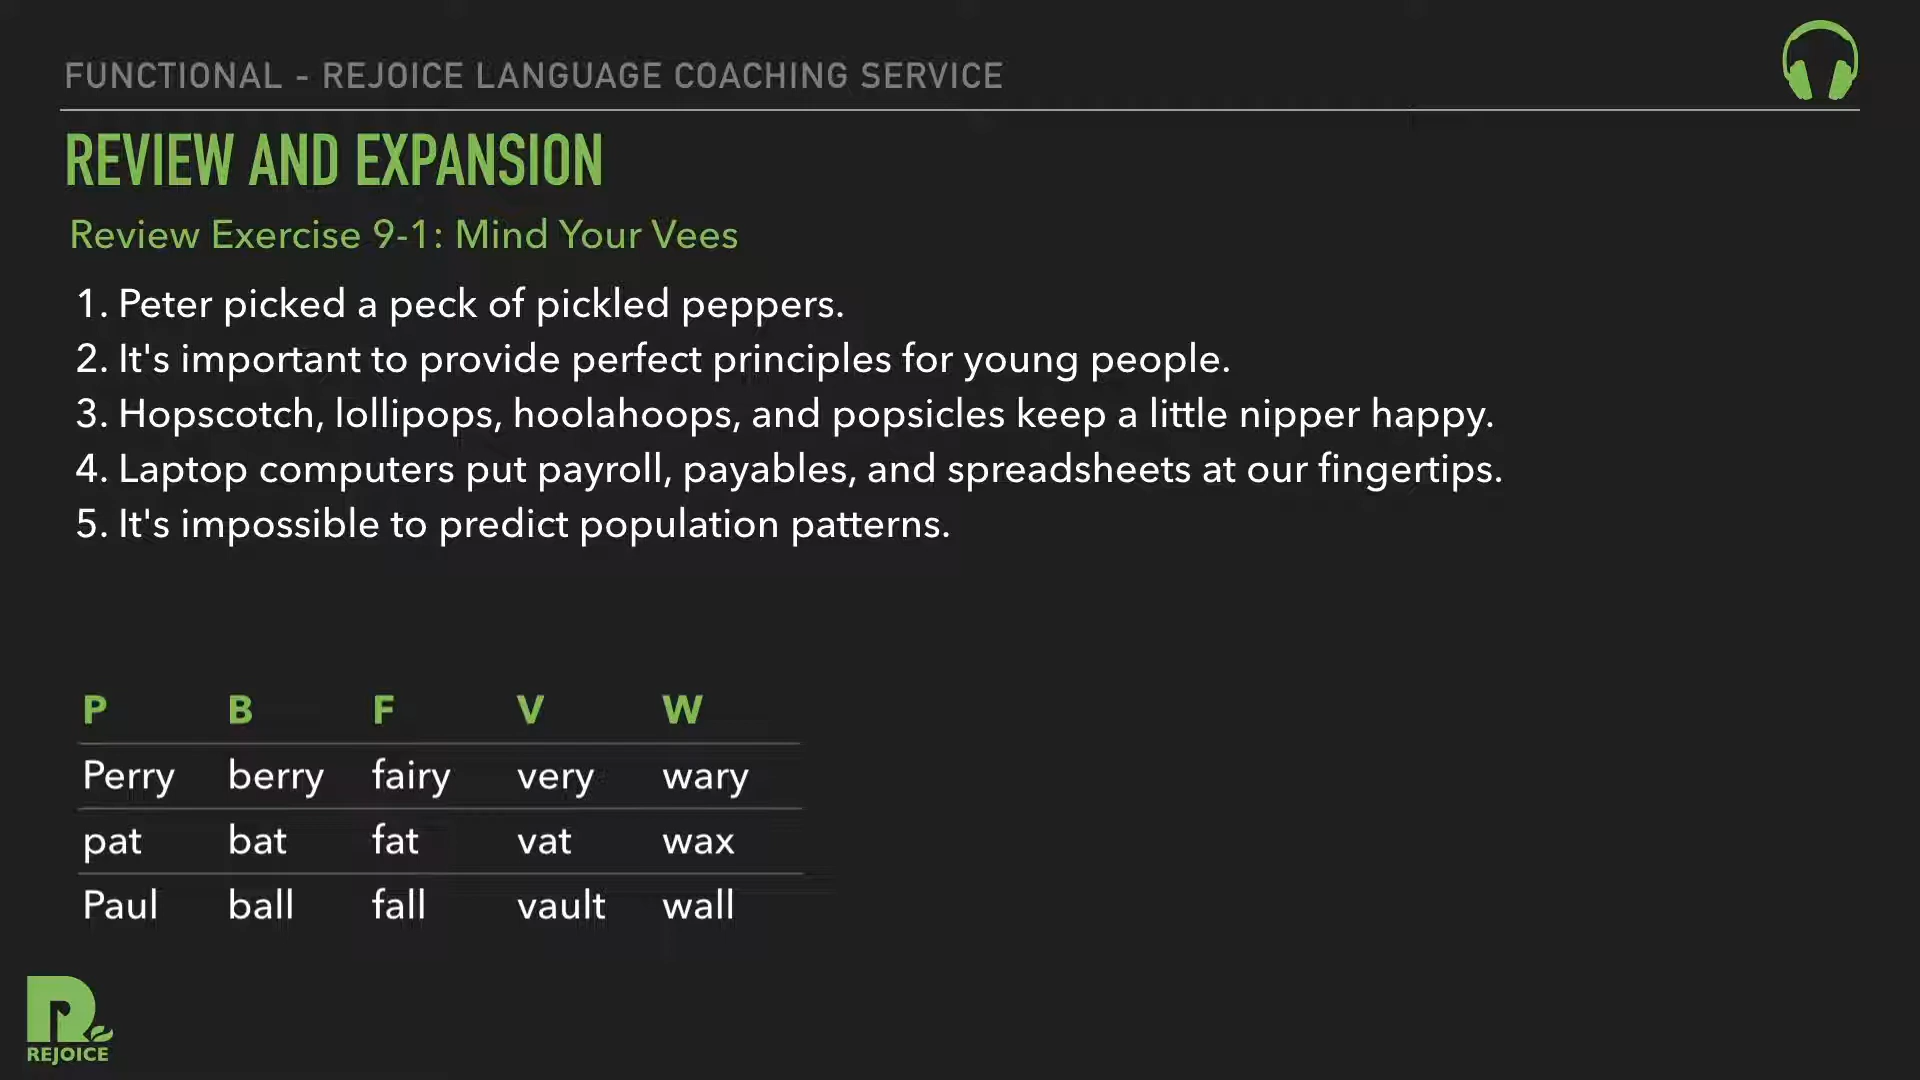 FUNCTIONAL - REJOICE LANGUAGE COACHING SERVICE
REVIEW AND EXPANSION
Review Exercise 9-1: Mind Your Vees
1. Peter picked a peck of pickled peppers.
2. It's important to provide perfect principles for young people.
3. Hopscotch, lollipops, hoolahoops, and popsicles keep a little nipper happy.
4. Laptop computers put payroll, payables, and spreadsheets at our fingertips.
5. It's impossible to predict population patterns.
P B F V W
Perry berry fairy very wary
pat bat fat vat wax
Paul ball fall vault wall
REJOICE